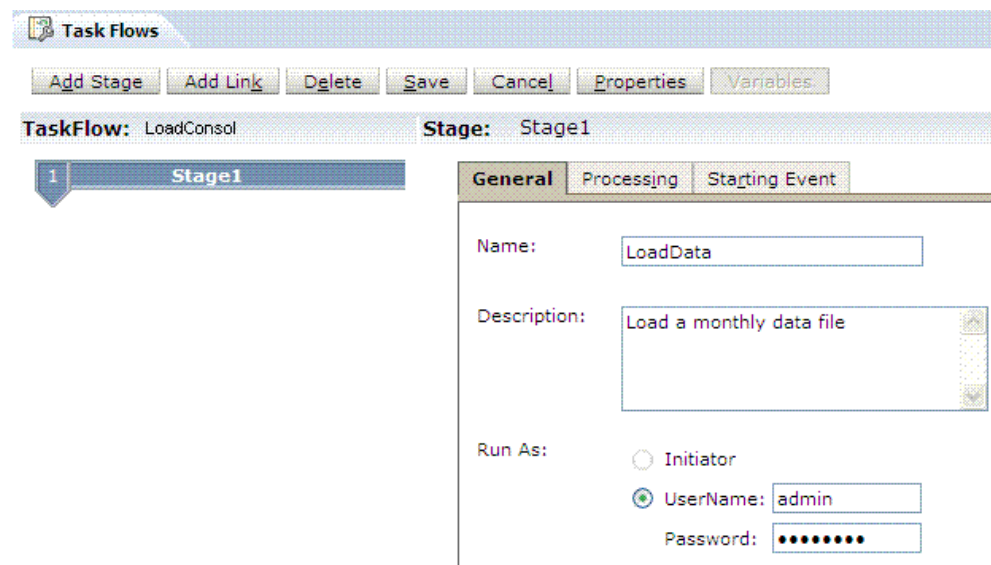 Task Flows
Add Stage Add Link Delete Save Cancel Properties Variables
TaskFlow: LoadConsol Stage: Stage1
1 Stage1
General Processing Starting Event
Name: LoadData
Description: Load a monthly data file
Run As: Initiator
UserName: admin
Password: ••••••••